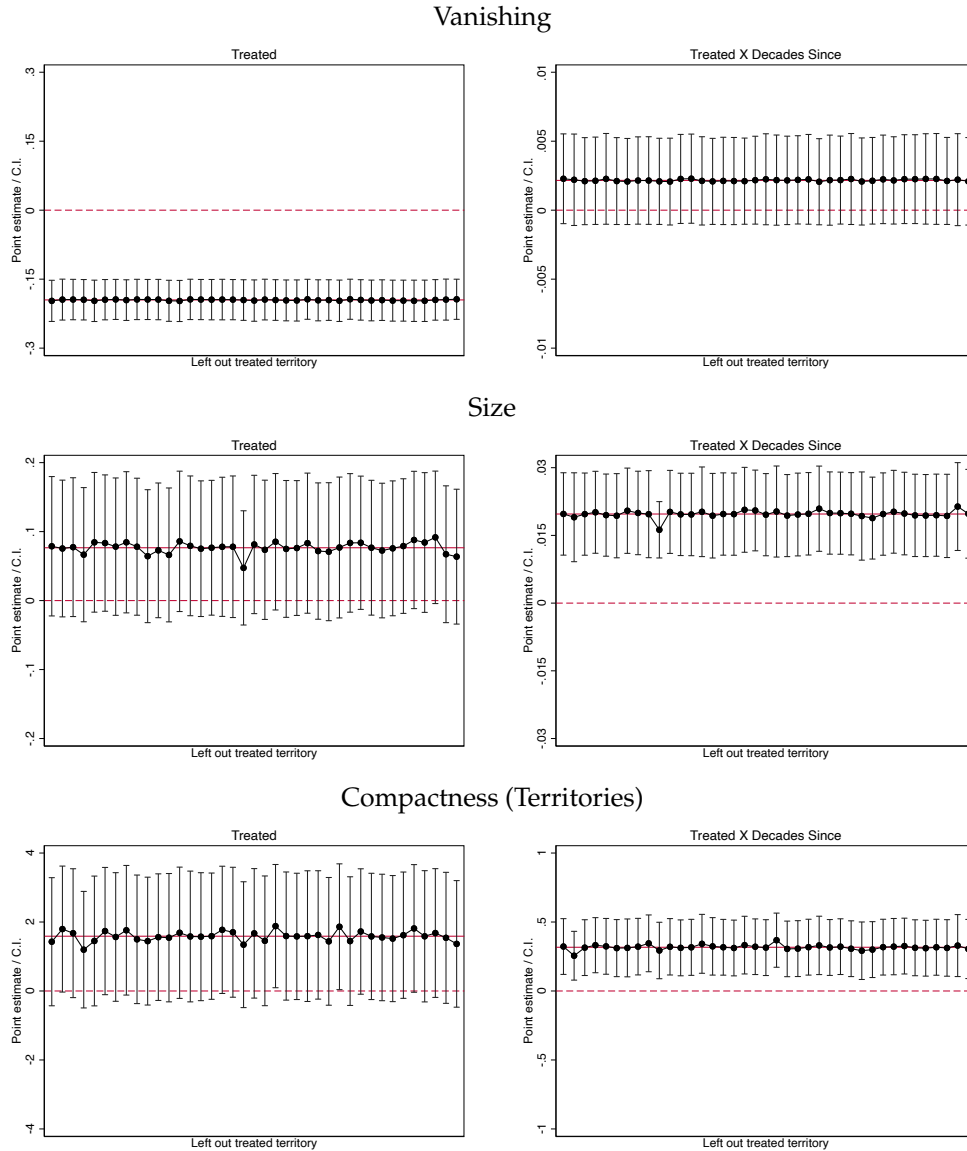 Vanishing
Treated
Point estimate / C.I.
.3
.15
0
-.15
-.3
Left out treated territory
Treated X Decades Since
Point estimate / C.I.
.01
.005
0
-.005
-.01
Left out treated territory
Size
Treated
Point estimate / C.I.
.2
.1
0
-.1
-.2
Left out treated territory
Treated X Decades Since
Point estimate / C.I.
.03
.015
0
-.015
-.03
Left out treated territory
Compactness (Territories)
Treated
Point estimate / C.I.
4
2
0
-2
-4
Left out treated territory
Treated X Decades Since
Point estimate / C.I.
1
.5
0
-.5
-1
Left out treated territory